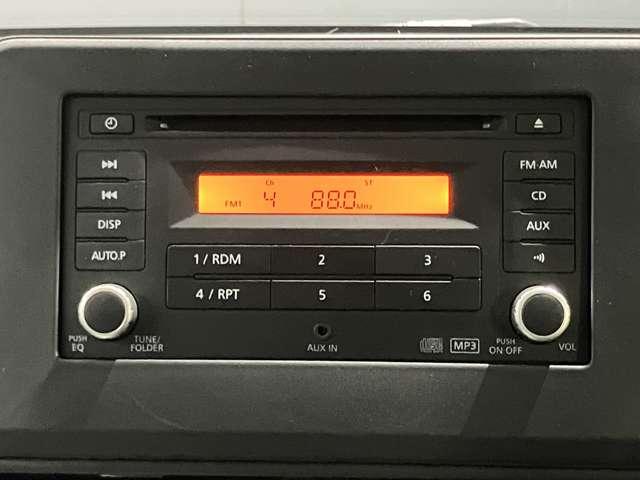 FM·AM
Ch
ST
FM1
4
88.0 MHz
DISP
CD
AUX
AUTO.P
1 / RDM
2
3
4 / RPT
5
6
PUSH
EQ
TUNE/
FOLDER
AUX IN
MP3
PUSH
ON OFF
VOL